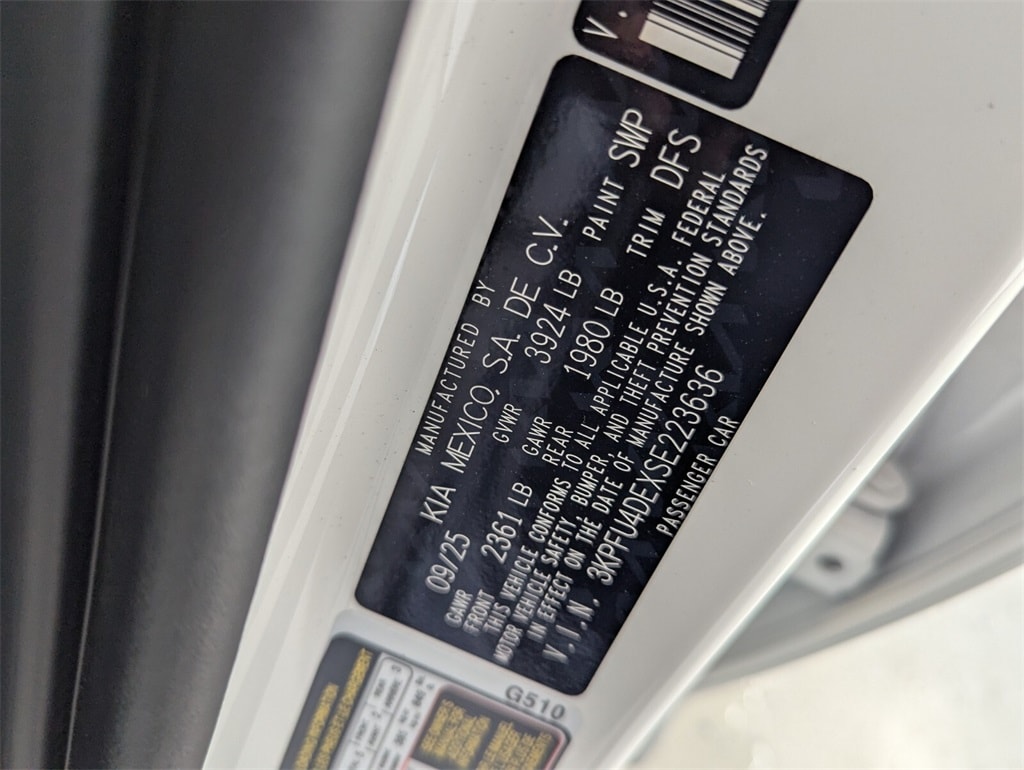 V.
MANUFACTURED BY
09/25 KIA MEXICO, S.A. DE C.V.
GVWR 3924 LB PAINT SWP
GAWR FRONT 2361 LB GAWR REAR 1980 LB TRIM DFS
THIS VEHICLE CONFORMS TO ALL APPLICABLE U.S.A. FEDERAL
MOTOR VEHICLE SAFETY, BUMPER, AND THEFT PREVENTION STANDARDS
IN EFFECT ON THE DATE OF MANUFACTURE SHOWN ABOVE.
V.I.N. 3KPFU4DEXSE223636
PASSENGER CAR
G510